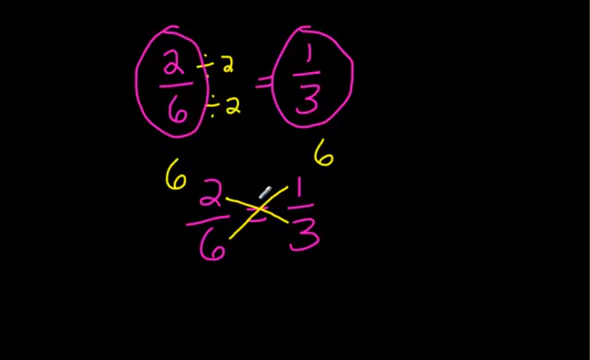 2/6 ÷2 ÷2 = 1/3
6 6
2/6 = 1/3